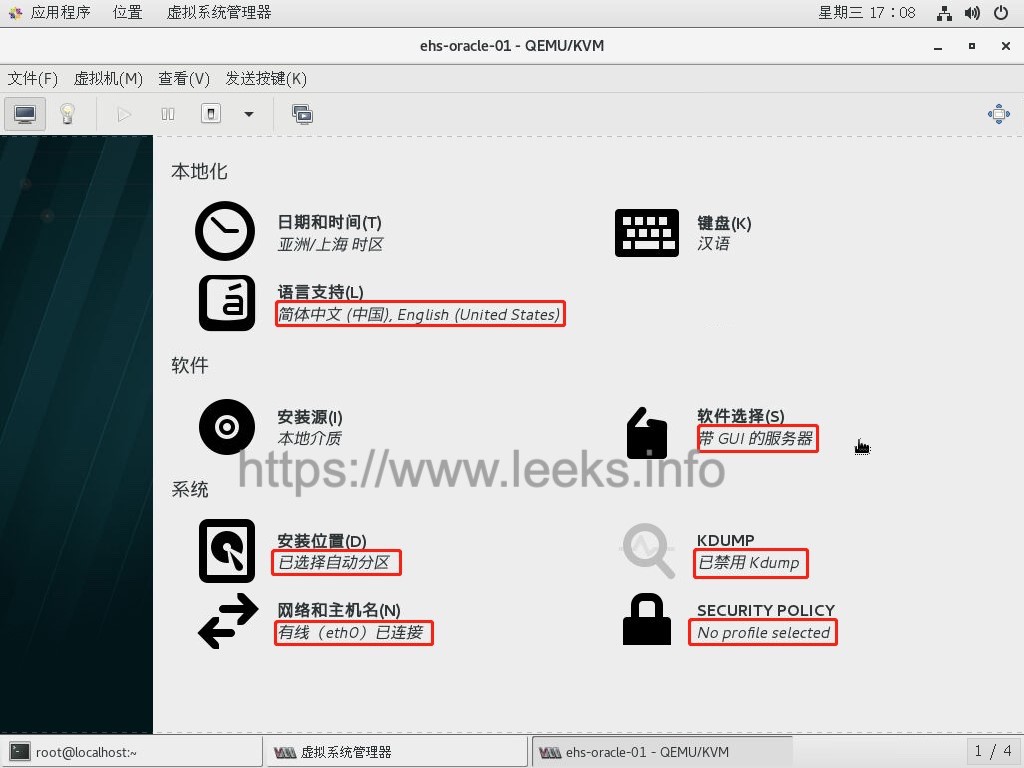 应用程序 位置 虚拟系统管理器 星期三 17：08
ehs-oracle-01 - QEMU/KVM
文件(F) 虚拟机(M) 查看(V) 发送按键(K)
本地化
日期和时间(T)
亚洲/上海 时区
键盘(K)
汉语
语言支持(L)
简体中文 (中国), English (United States)
软件
安装源(I)
本地介质
软件选择(S)
带 GUI 的服务器
https://www.leeks.info
系统
安装位置(D)
已选择自动分区
KDUMP
已禁用 Kdump
网络和主机名(N)
有线（eth0）已连接
SECURITY POLICY
No profile selected
root@localhost:~ 虚拟系统管理器 ehs-oracle-01 - QEMU/KVM 1 / 4